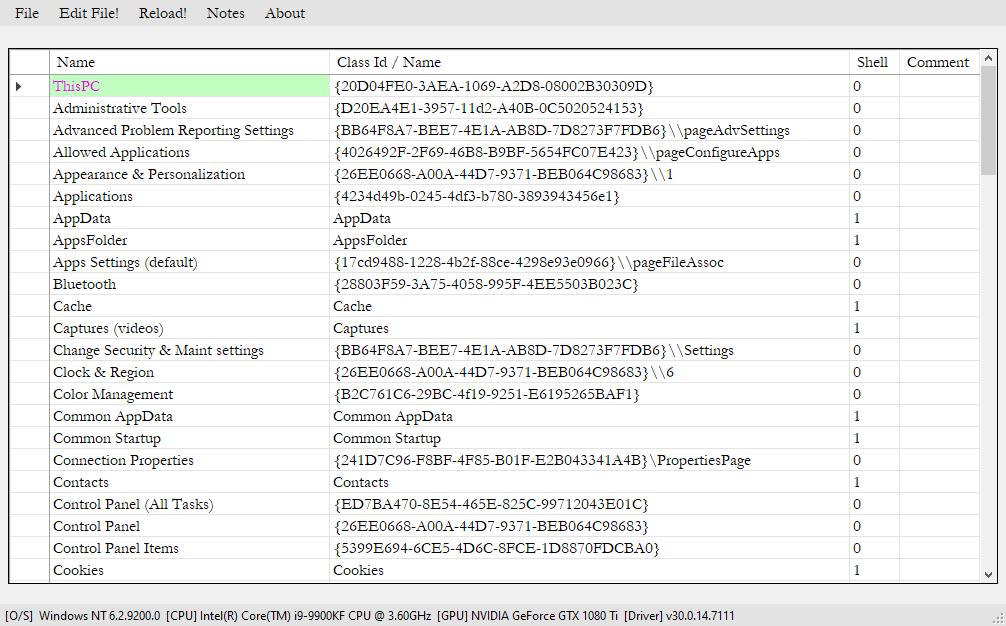 File Edit File! Reload! Notes About
Name Class Id / Name Shell Comment
ThisPC {20D04FE0-3AEA-1069-A2D8-08002B30309D} 0
Administrative Tools {D20EA4E1-3957-11d2-A40B-0C5020524153} 0
Advanced Problem Reporting Settings {BB64F8A7-BEE7-4E1A-AB8D-7D8273F7FDB6}\\pageAdvSettings 0
Allowed Applications {4026492F-2F69-46B8-B9BF-5654FC07E423}\\pageConfigureApps 0
Appearance & Personalization {26EE0668-A00A-44D7-9371-BEB064C98683}\\1 0
Applications {4234d49b-0245-4df3-b780-3893943456e1} 0
AppData AppData 1
AppsFolder AppsFolder 1
Apps Settings (default) {17cd9488-1228-4b2f-88ce-4298e93e0966}\\pageFileAssoc 0
Bluetooth {28803F59-3A75-4058-995F-4EE5503B023C} 0
Cache Cache 1
Captures (videos) Captures 1
Change Security & Maint settings {BB64F8A7-BEE7-4E1A-AB8D-7D8273F7FDB6}\\Settings 0
Clock & Region {26EE0668-A00A-44D7-9371-BEB064C98683}\\6 0
Color Management {B2C761C6-29BC-4f19-9251-E6195265BAF1} 0
Common AppData Common AppData 1
Common Startup Common Startup 1
Connection Properties {241D7C96-F8BF-4F85-B01F-E2B043341A4B}\PropertiesPage 0
Contacts Contacts 1
Control Panel (All Tasks) {ED7BA470-8E54-465E-825C-99712043E01C} 0
Control Panel {26EE0668-A00A-44D7-9371-BEB064C98683} 0
Control Panel Items {5399E694-6CE5-4D6C-8FCE-1D8870FDCBA0} 0
Cookies Cookies 1
[O/S] Windows NT 6.2.9200.0 [CPU] Intel(R) Core(TM) i9-9900KF CPU @ 3.60GHz [GPU] NVIDIA GeForce GTX 1080 Ti [Driver] v30.0.14.7111